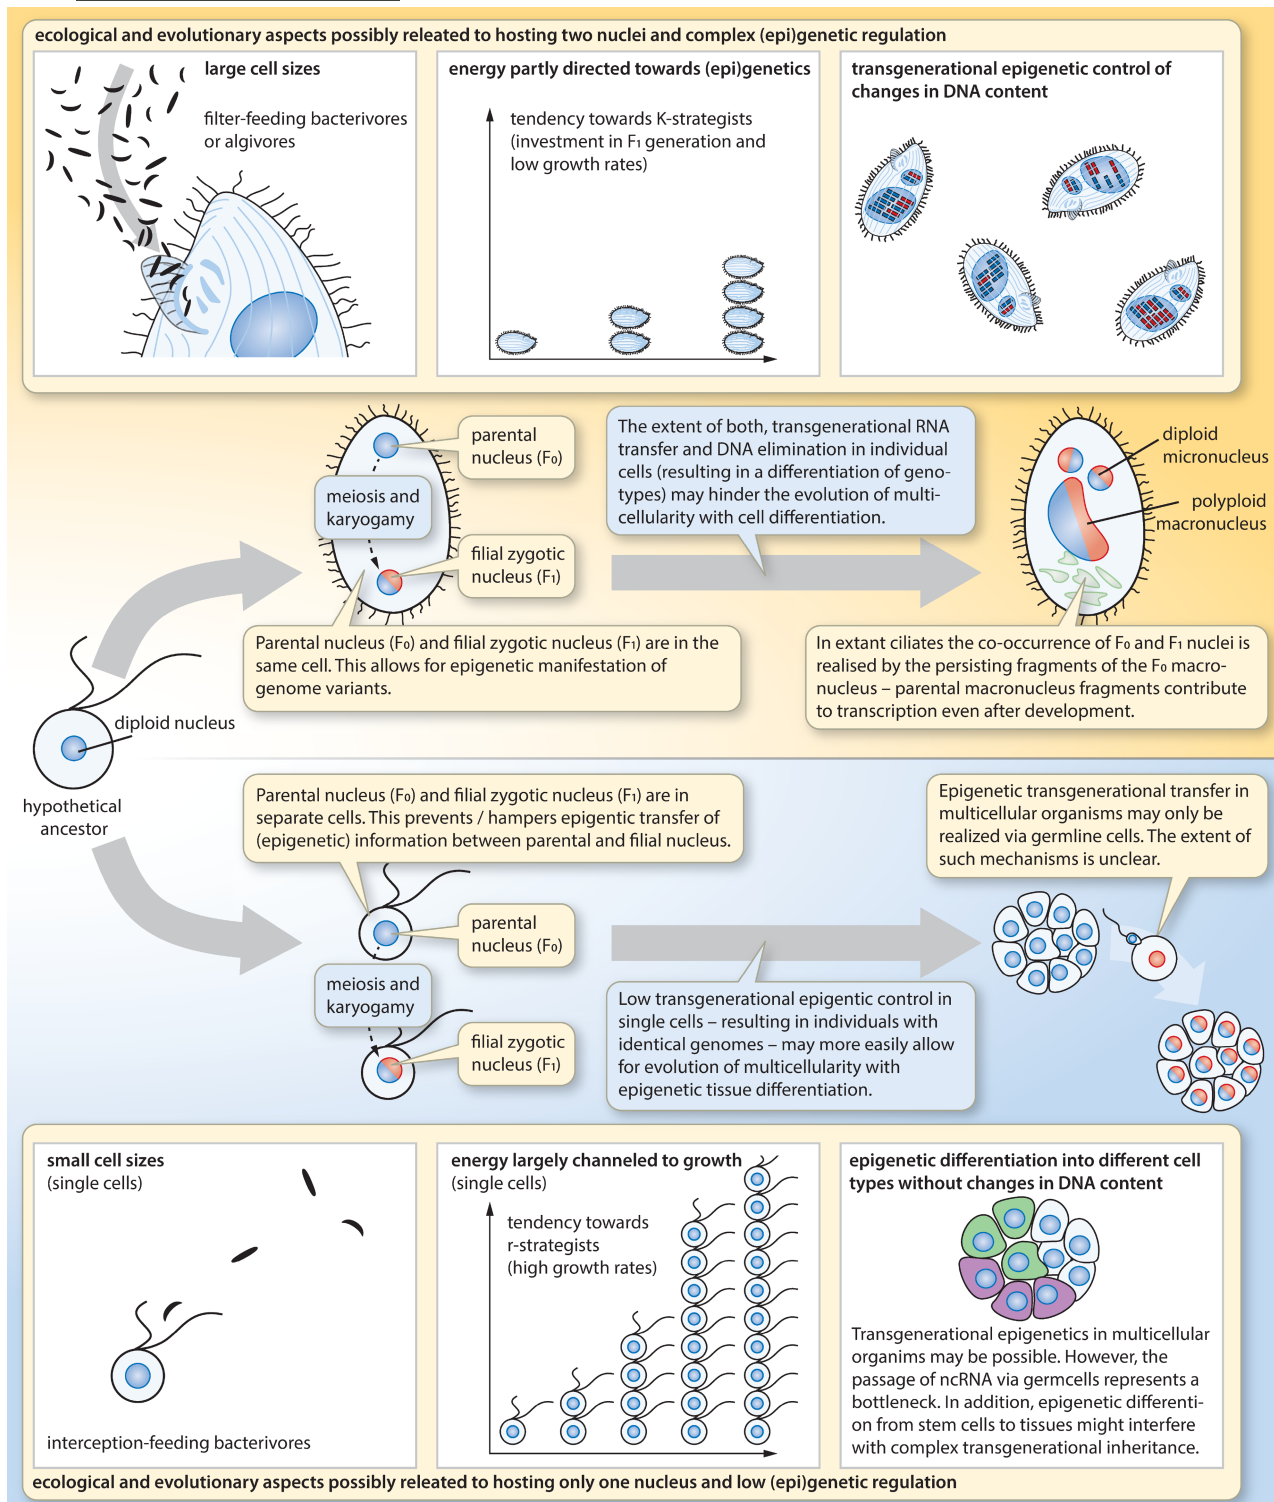 ecological and evolutionary aspects possibly releated to hosting two nuclei and complex (epi)genetic regulation
large cell sizes
filter-feeding bacterivores
or algivores
energy partly directed towards (epi)genetics
tendency towards K-strategists
(investment in F₁ generation and
low growth rates)
transgenerational epigenetic control of
changes in DNA content
parental
nucleus (F₀)
meiosis and
karyogamy
filial zygotic
nucleus (F₁)
The extent of both, transgenerational RNA
transfer and DNA elimination in individual
cells (resulting in a differentiation of geno-
types) may hinder the evolution of multi-
cellularity with cell differentiation.
diploid
micronucleus
polyploid
macronucleus
Parental nucleus (F₀) and filial zygotic nucleus (F₁) are in the
same cell. This allows for epigenetic manifestation of
genome variants.
In extant ciliates the co-occurrence of F₀ and F₁ nuclei is
realised by the persisting fragments of the F₀ macro-
nucleus – parental macronucleus fragments contribute
to transcription even after development.
diploid nucleus
hypothetical
ancestor
Parental nucleus (F₀) and filial zygotic nucleus (F₁) are in
separate cells. This prevents / hampers epigentic transfer of
(epigenetic) information between parental and filial nucleus.
Epigenetic transgenerational transfer in
multicellular organisms may only be
realized via germline cells. The extent of
such mechanisms is unclear.
parental
nucleus (F₀)
meiosis and
karyogamy
filial zygotic
nucleus (F₁)
Low transgenerational epigentic control in
single cells – resulting in individuals with
identical genomes – may more easily allow
for evolution of multicellularity with
epigenetic tissue differentiation.
small cell sizes
(single cells)
interception-feeding bacterivores
energy largely channeled to growth
(single cells)
tendency towards
r-strategists
(high growth rates)
epigenetic differentiation into different cell
types without changes in DNA content
Transgenerational epigenetics in multicellular
organims may be possible. However, the
passage of ncRNA via germcells represents a
bottleneck. In addition, epigenetic differenti-
on from stem cells to tissues might interfere
with complex transgenerational inheritance.
ecological and evolutionary aspects possibly releated to hosting only one nucleus and low (epi)genetic regulation